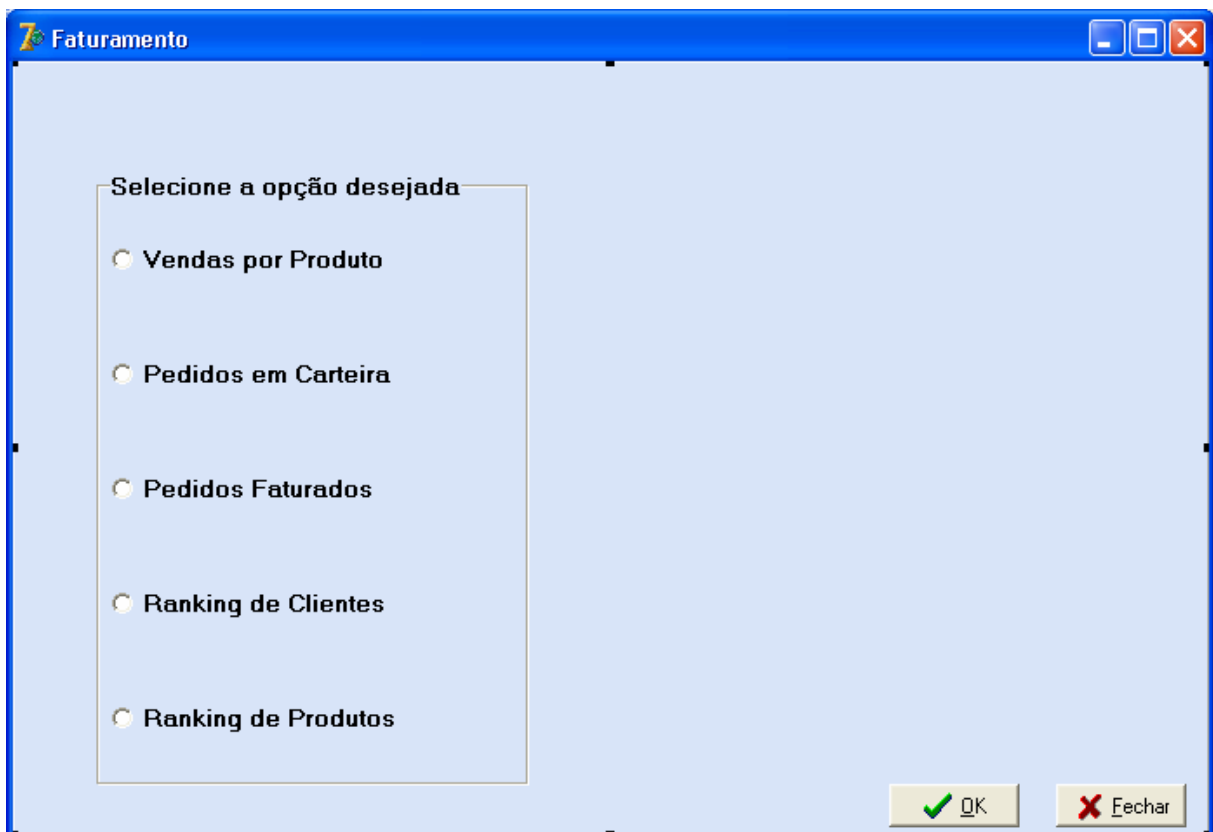 Faturamento
Selecione a opção desejada
Vendas por Produto
Pedidos em Carteira
Pedidos Faturados
Ranking de Clientes
Ranking de Produtos
OK
Fechar